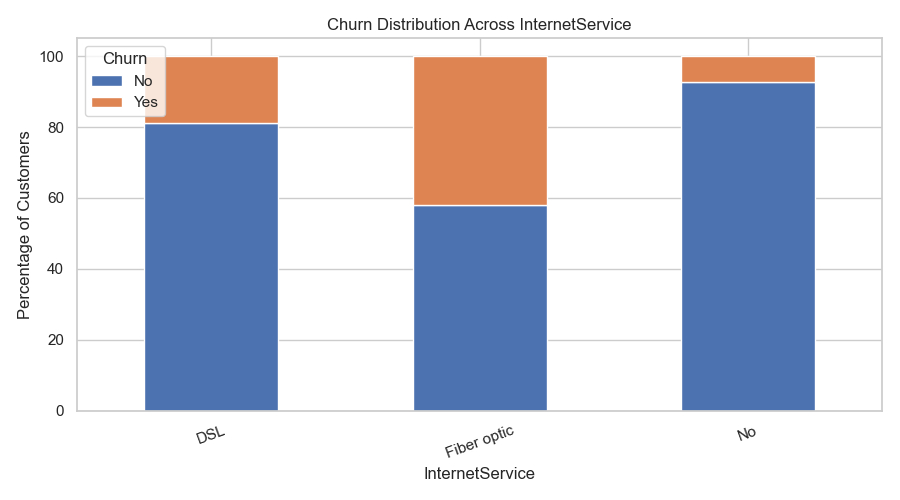 Churn Distribution Across InternetService
Churn
No
Yes
100
80
60
40
20
0
Percentage of Customers
DSL
Fiber optic
No
InternetService